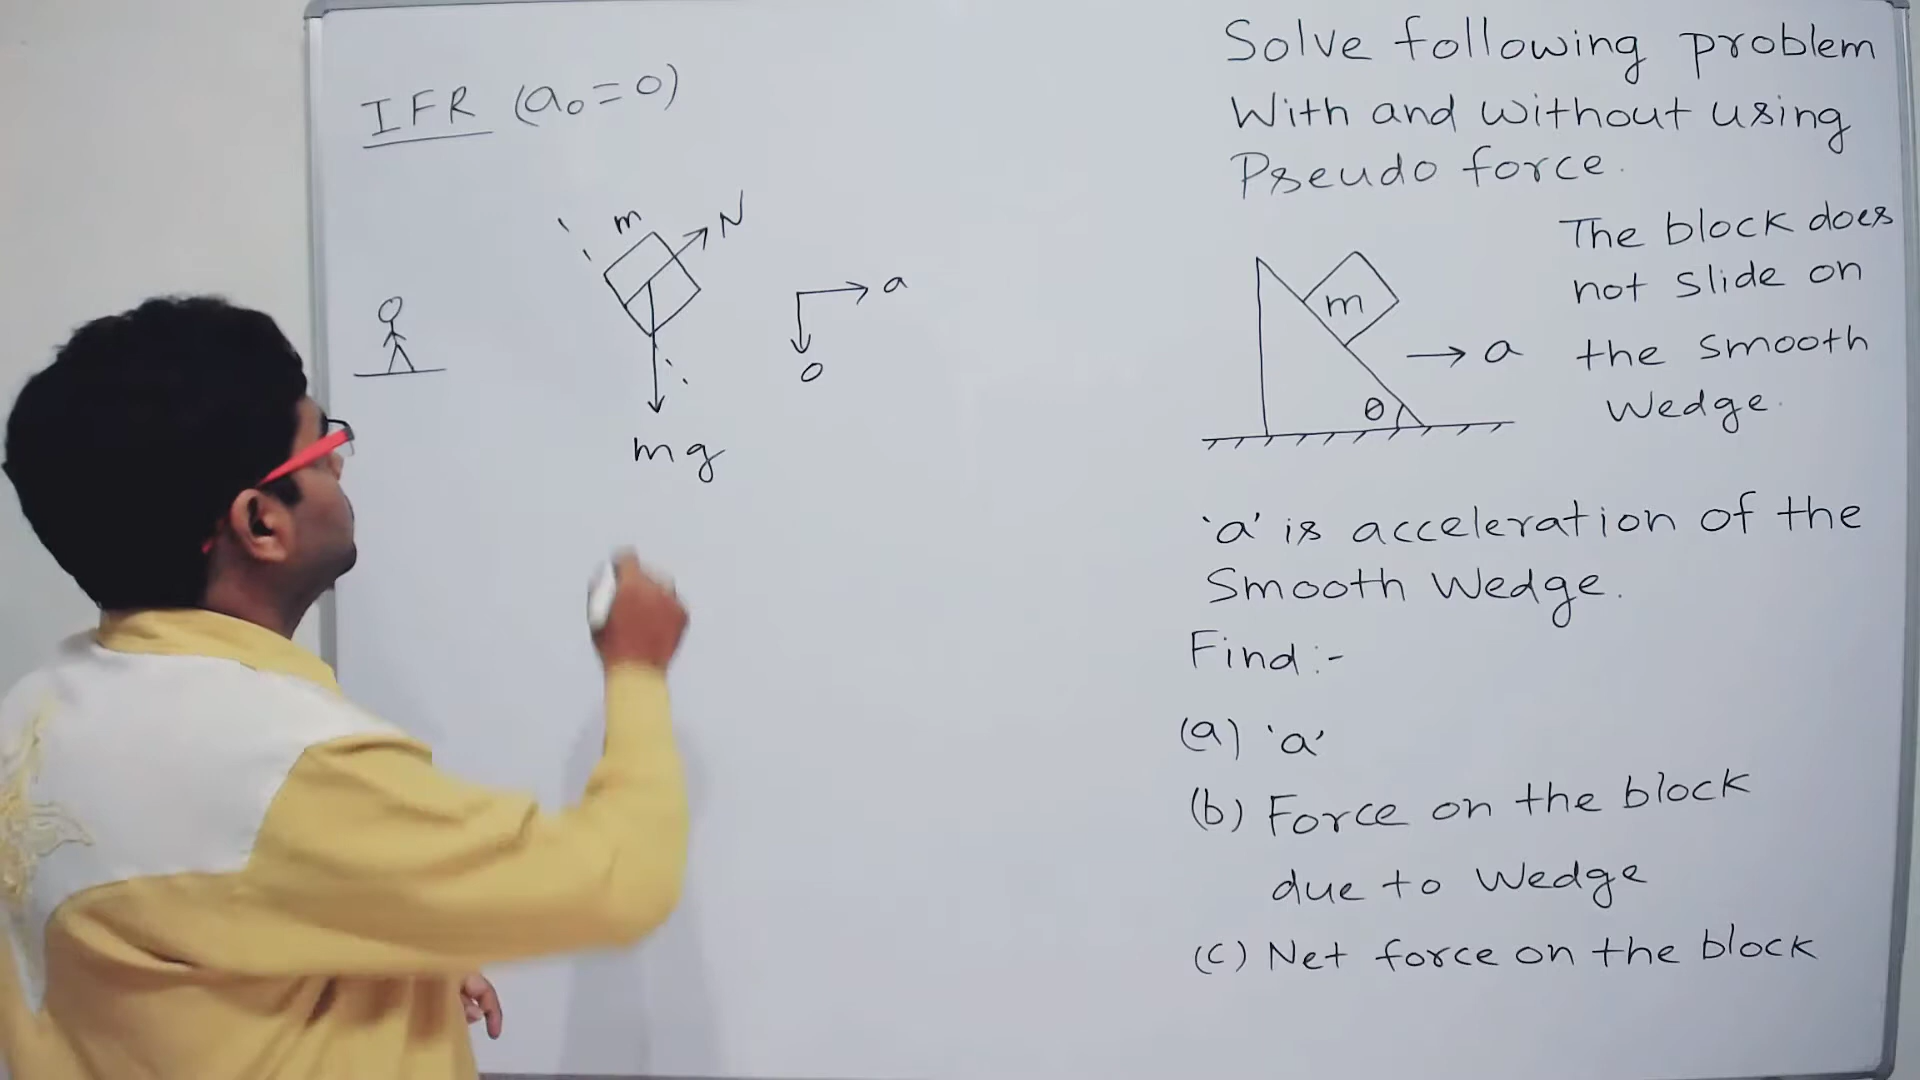 IFR (a₀=0)
m
N
a
0
mg
Solve following problem
With and without using
Pseudo force.
The block does
not slide on
the smooth
Wedge.
m
a
θ
'a' is acceleration of the
Smooth Wedge.
Find:-
(a) 'a'
(b) Force on the block
due to Wedge
(c) Net force on the block